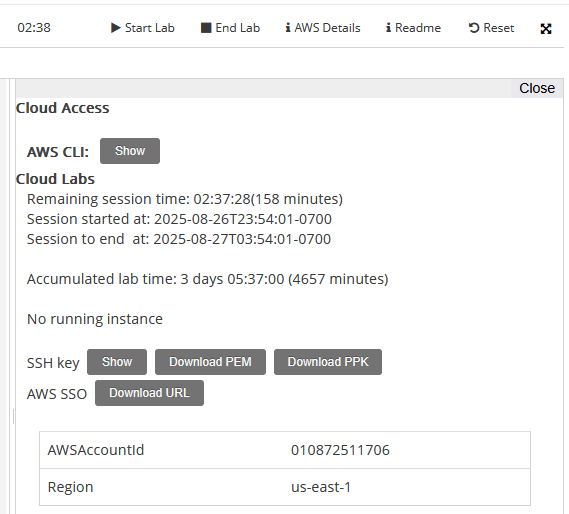 02:38 Start Lab End Lab AWS Details Readme Reset
Close
Cloud Access
AWS CLI: Show
Cloud Labs
Remaining session time: 02:37:28(158 minutes)
Session started at: 2025-08-26T23:54:01-0700
Session to end at: 2025-08-27T03:54:01-0700
Accumulated lab time: 3 days 05:37:00 (4657 minutes)
No running instance
SSH key Show Download PEM Download PPK
AWS SSO Download URL
AWSAccountId 010872511706
Region us-east-1